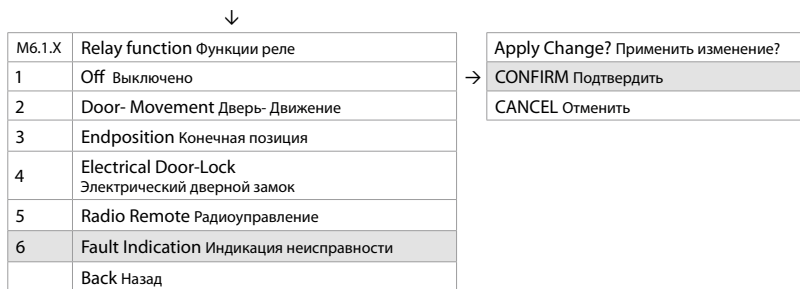 ↓
M6.1.X Relay function Функции реле
1 Off Выключено
2 Door- Movement Дверь- Движение
3 Endposition Конечная позиция
4 Electrical Door-Lock
Электрический дверной замок
5 Radio Remote Радиоуправление
6 Fault Indication Индикация неисправности
Back Назад
→
Apply Change? Применить изменение?
CONFIRM Подтвердить
CANCEL Отменить